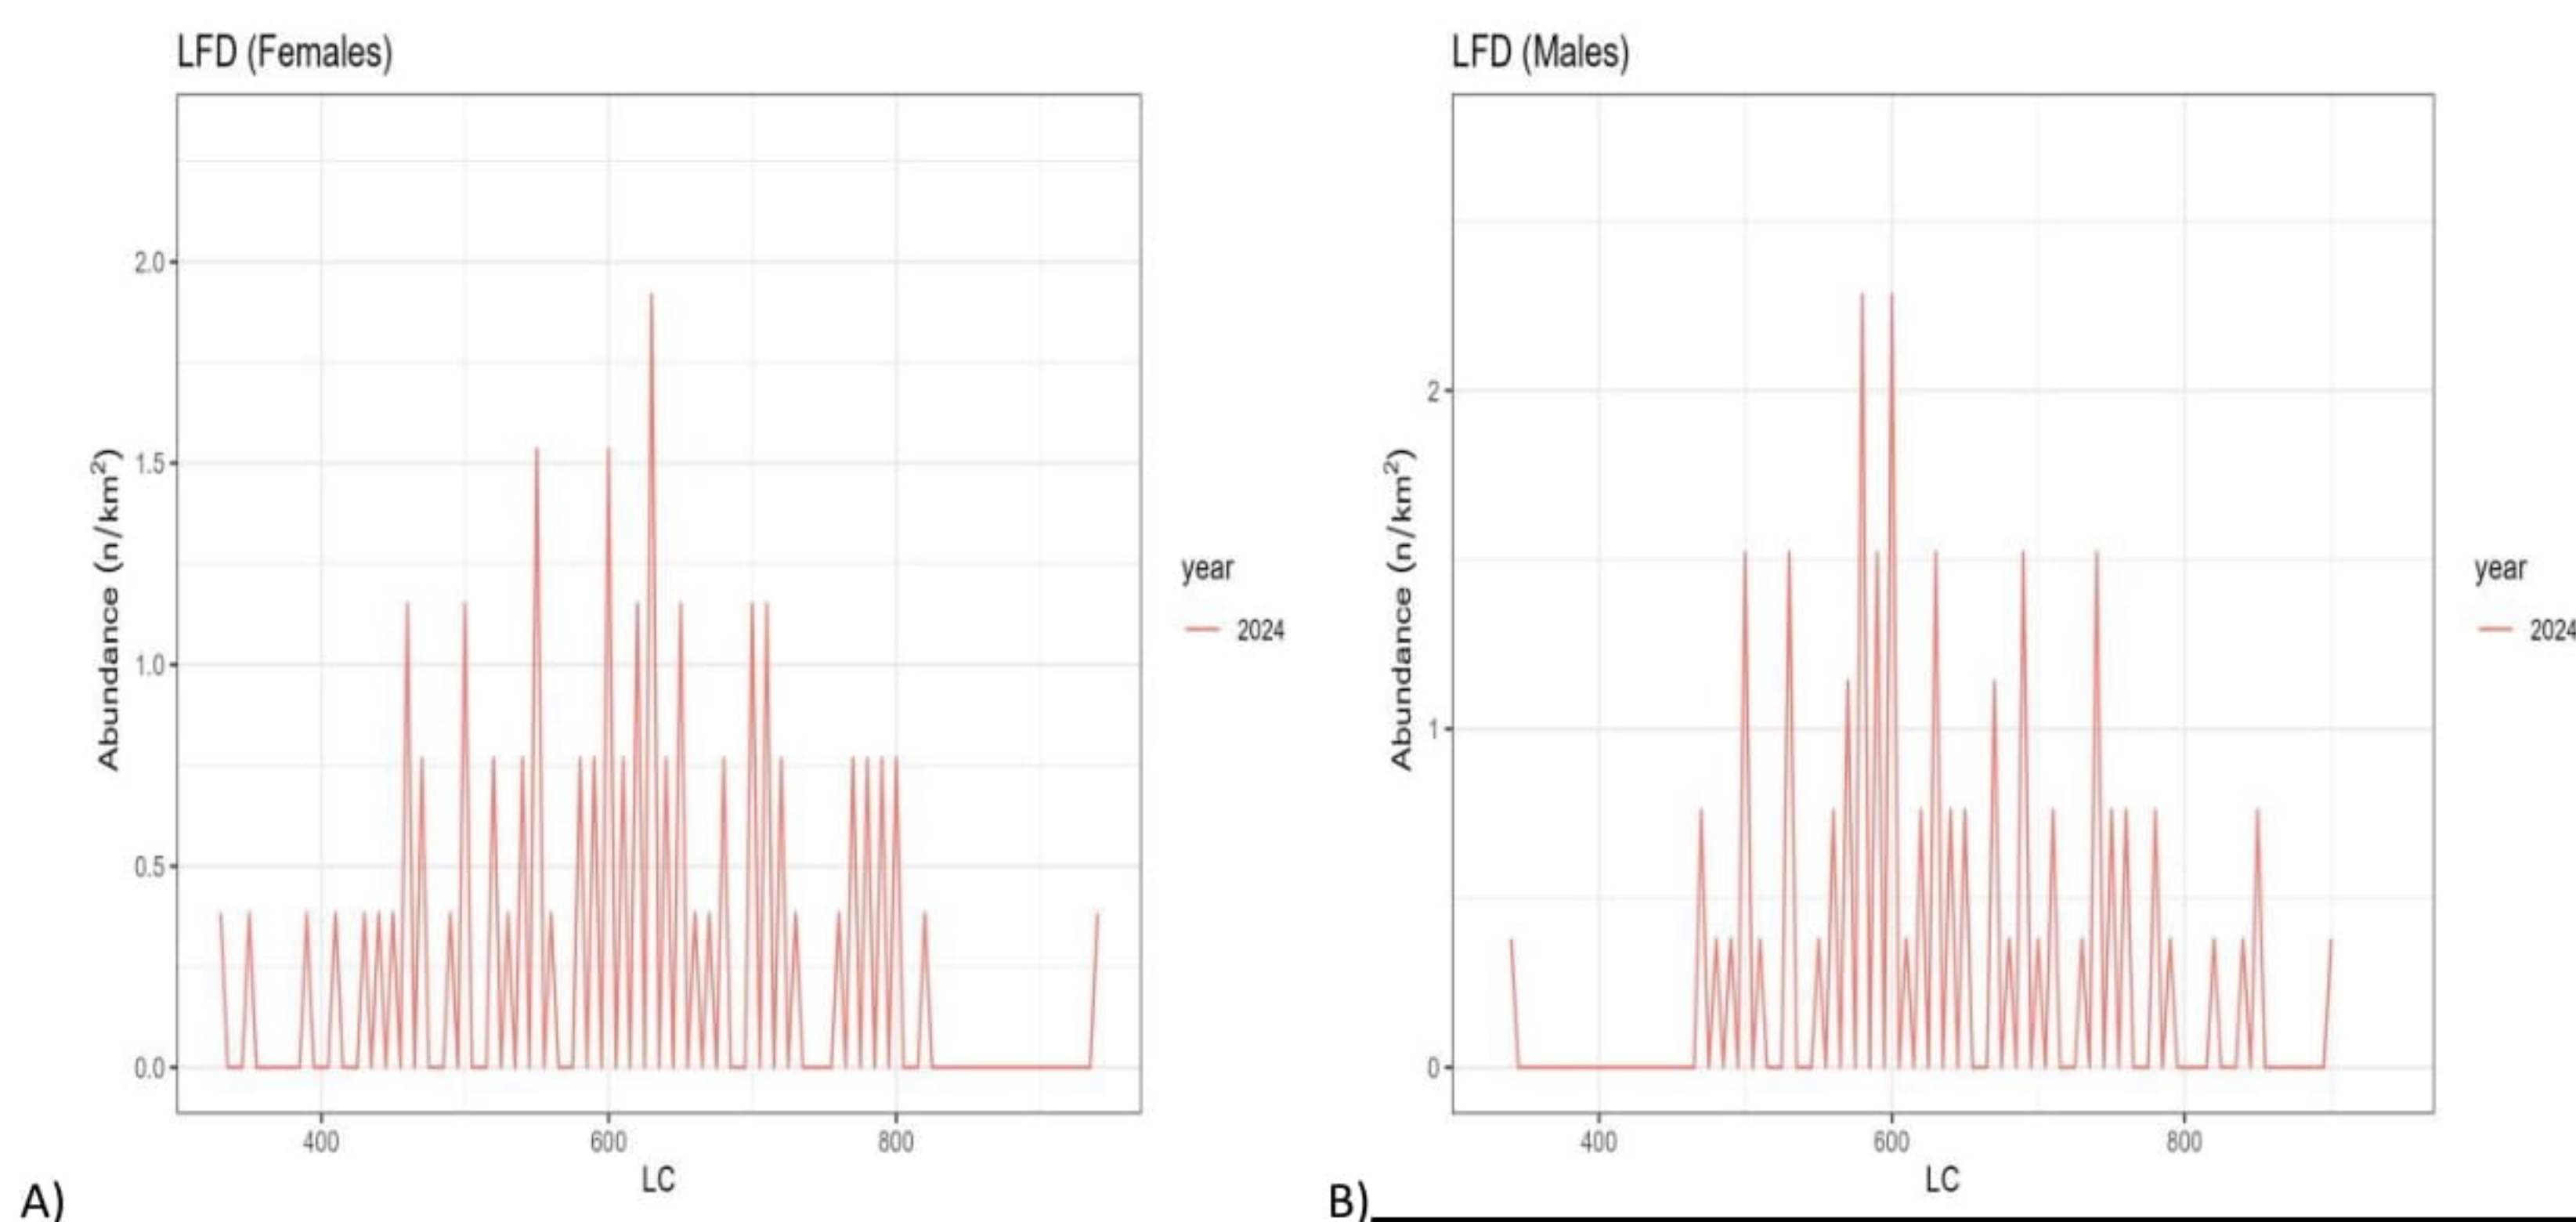 LFD (Females)
Abundance (n/km²)
2.0
1.5
1.0
0.5
0.0
400 600 800
LC
year
2024
A)
LFD (Males)
Abundance (n/km²)
2
1
0
400 600 800
LC
year
2024
B)